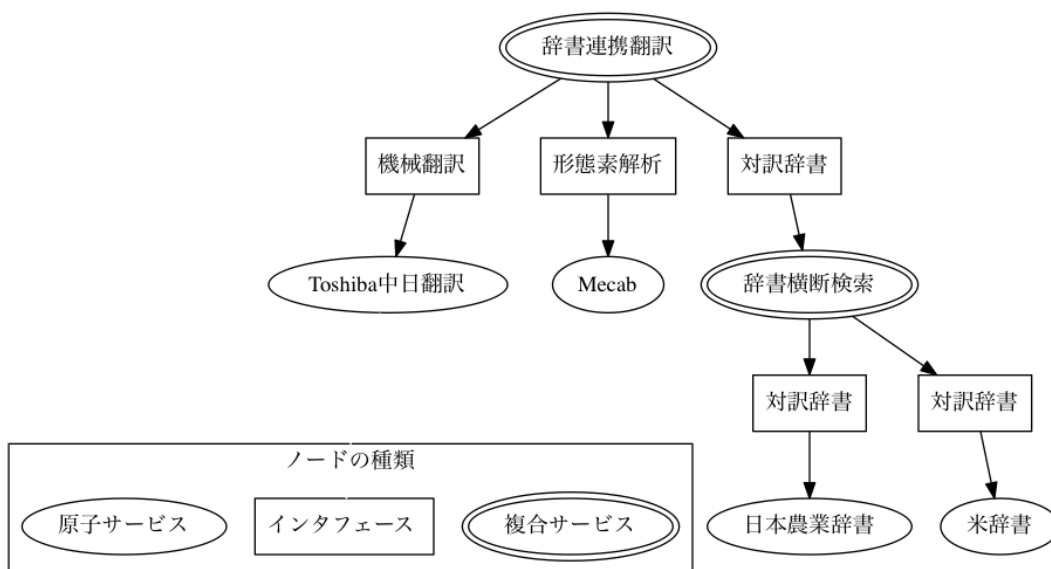 辞書連携翻訳
機械翻訳
形態素解析
対訳辞書
Toshiba中日翻訳
Mecab
辞書横断検索
対訳辞書
対訳辞書
ノードの種類
原子サービス
インタフェース
複合サービス
日本農業辞書
米辞書